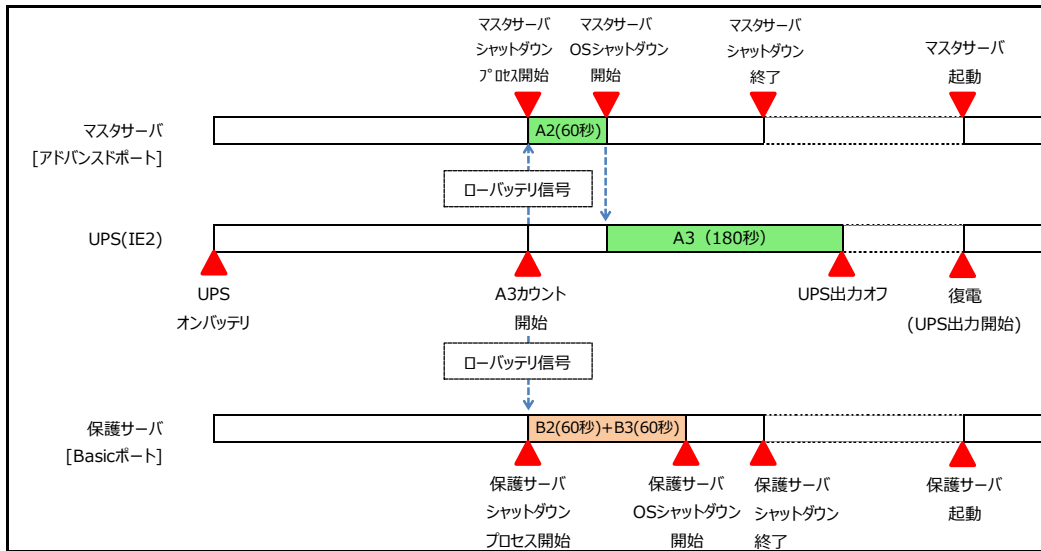 マスタサーバ
シャットダウン
プロセス開始
マスタサーバ
OSシャットダウン
開始
マスタサーバ
シャットダウン
終了
マスタサーバ
起動
マスタサーバ
[アドバンスドポート]
A2(60秒)
ローバッテリ信号
UPS(IE2)
A3（180秒）
UPS
オンバッテリ
A3カウント
開始
UPS出力オフ
復電
(UPS出力開始)
ローバッテリ信号
保護サーバ
[Basicポート]
B2(60秒)+B3(60秒)
保護サーバ
シャットダウン
プロセス開始
保護サーバ
OSシャットダウン
開始
保護サーバ
シャットダウン
終了
保護サーバ
起動